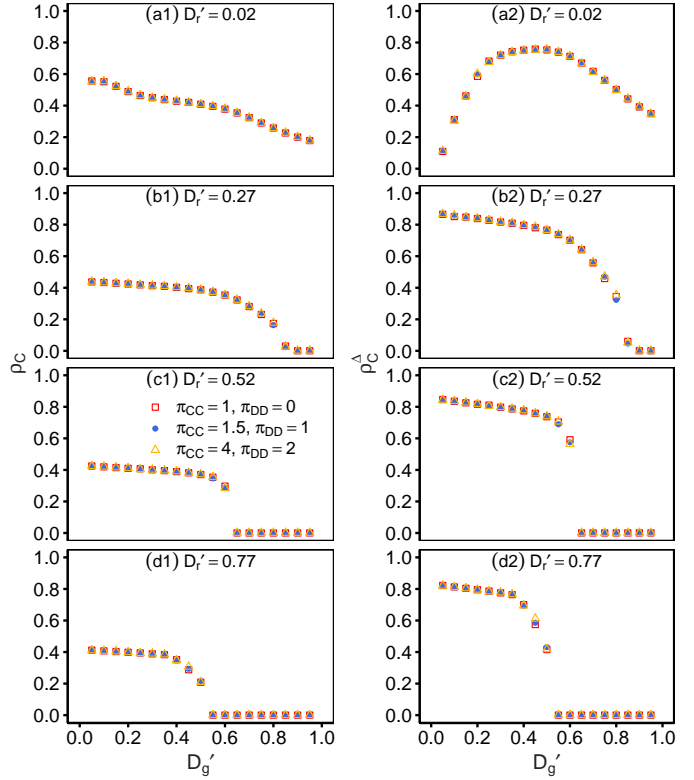 (a1) D_r′ = 0.02
1.0
0.8
0.6
0.4
0.2
0.0
(a2) D_r′ = 0.02
1.0
0.8
0.6
0.4
0.2
0.0
(b1) D_r′ = 0.27
1.0
0.8
0.6
0.4
0.2
0.0
(b2) D_r′ = 0.27
1.0
0.8
0.6
0.4
0.2
0.0
ρ_C
ρ_C^Δ
(c1) D_r′ = 0.52
π_CC = 1, π_DD = 0
π_CC = 1.5, π_DD = 1
π_CC = 4, π_DD = 2
1.0
0.8
0.6
0.4
0.2
0.0
(c2) D_r′ = 0.52
1.0
0.8
0.6
0.4
0.2
0.0
(d1) D_r′ = 0.77
1.0
0.8
0.6
0.4
0.2
0.0
(d2) D_r′ = 0.77
1.0
0.8
0.6
0.4
0.2
0.0
0.0 0.2 0.4 0.6 0.8 1.0
0.0 0.2 0.4 0.6 0.8 1.0
D_g′
D_g′